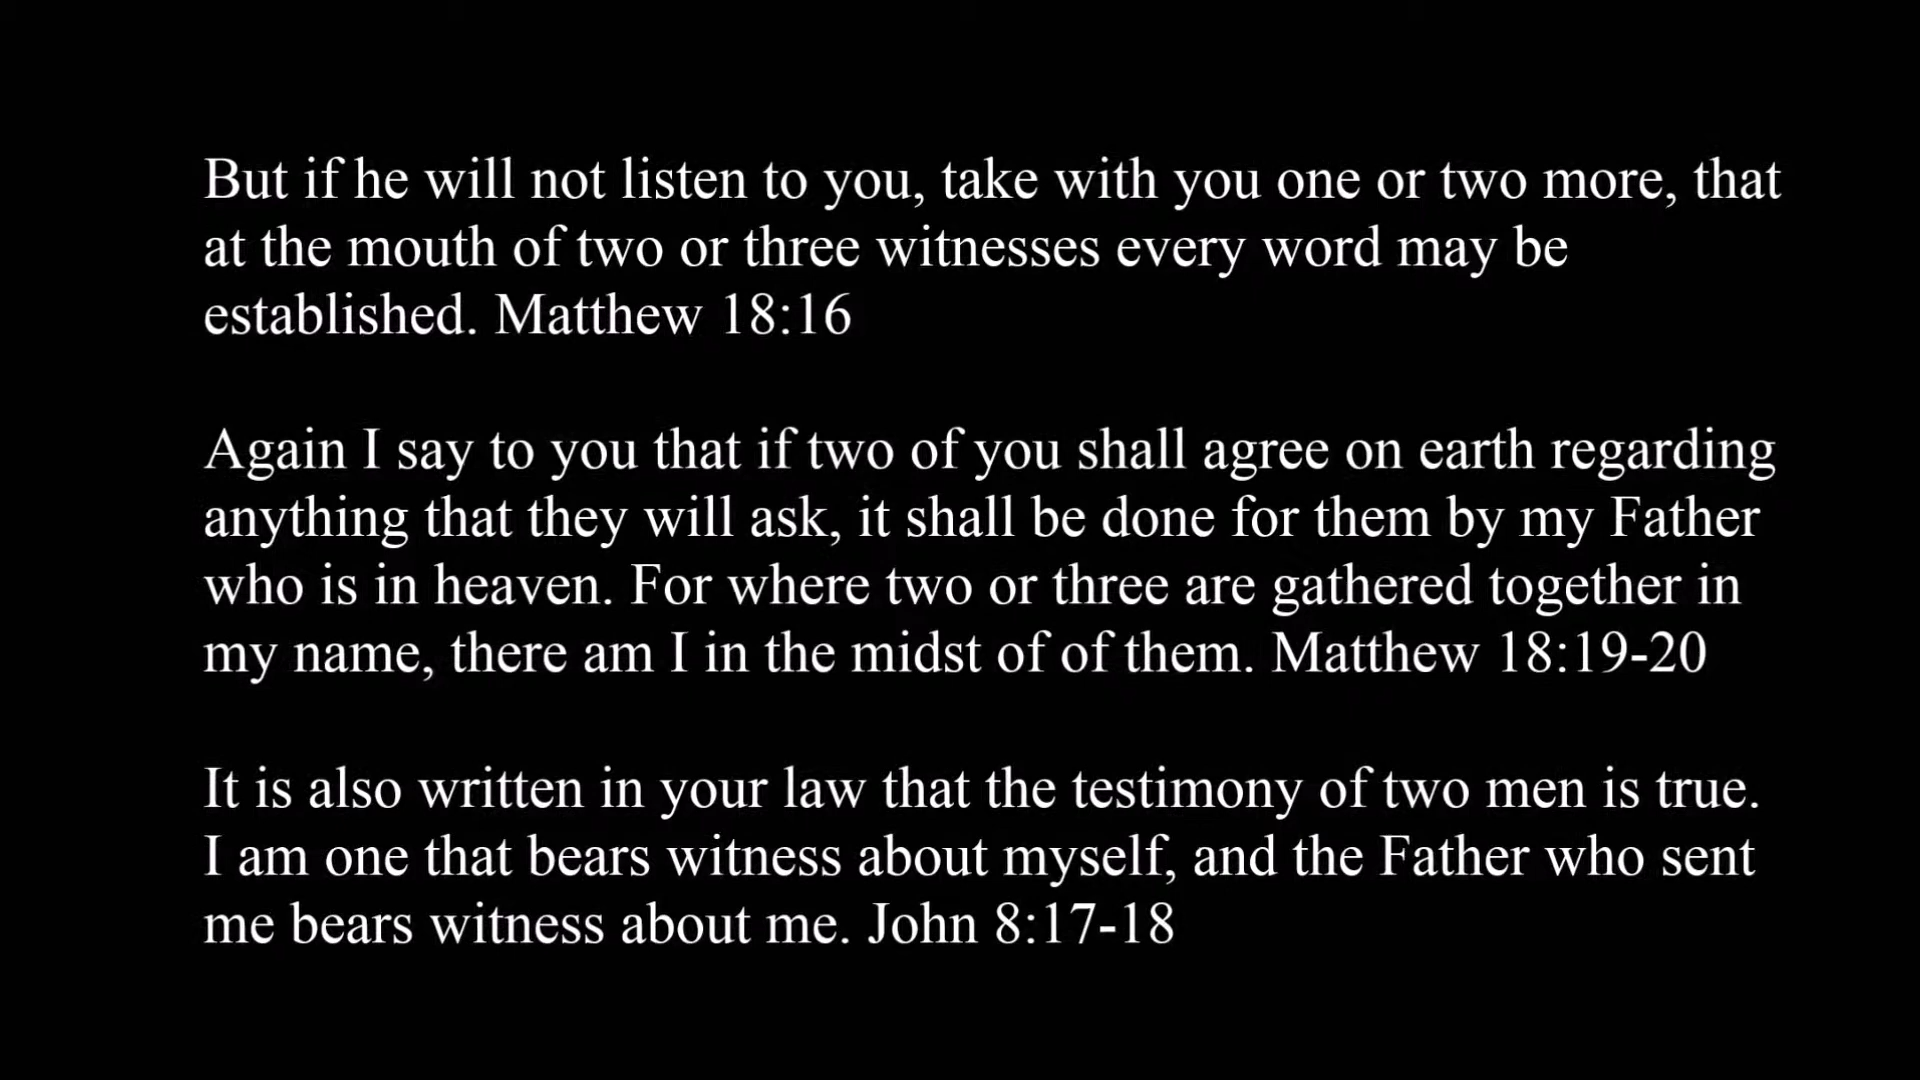 But if he will not listen to you, take with you one or two more, that
at the mouth of two or three witnesses every word may be
established. Matthew 18:16
Again I say to you that if two of you shall agree on earth regarding
anything that they will ask, it shall be done for them by my Father
who is in heaven. For where two or three are gathered together in
my name, there am I in the midst of of them. Matthew 18:19-20
It is also written in your law that the testimony of two men is true.
I am one that bears witness about myself, and the Father who sent
me bears witness about me. John 8:17-18